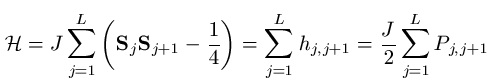 $$\mathcal{H} = J \sum_{j=1}^{L} \left( \mathbf{S}_j \mathbf{S}_{j+1} - \frac{1}{4} \right) = \sum_{j=1}^{L} h_{j,j+1} = \frac{J}{2} \sum_{j=1}^{L} P_{j,j+1}$$